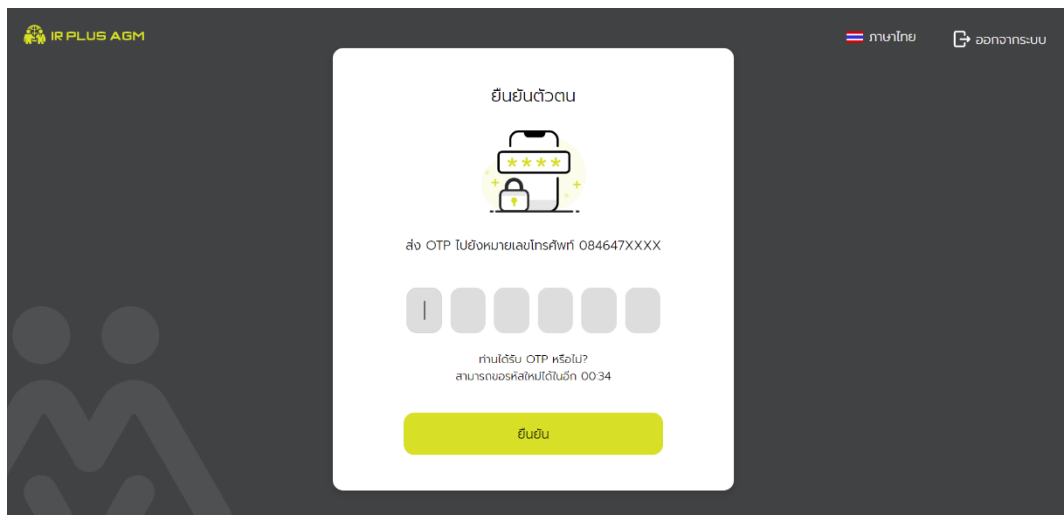 IR PLUS AGM
ภาษาไทย
ออกจากระบบ
ยืนยันตัวตน
****
ส่ง OTP ไปยังหมายเลขโทรศัพท์ 084647XXXX
ท่านได้รับ OTP หรือไม่?
สามารถขอรหัสใหม่ได้ในอีก 00:34
ยืนยัน